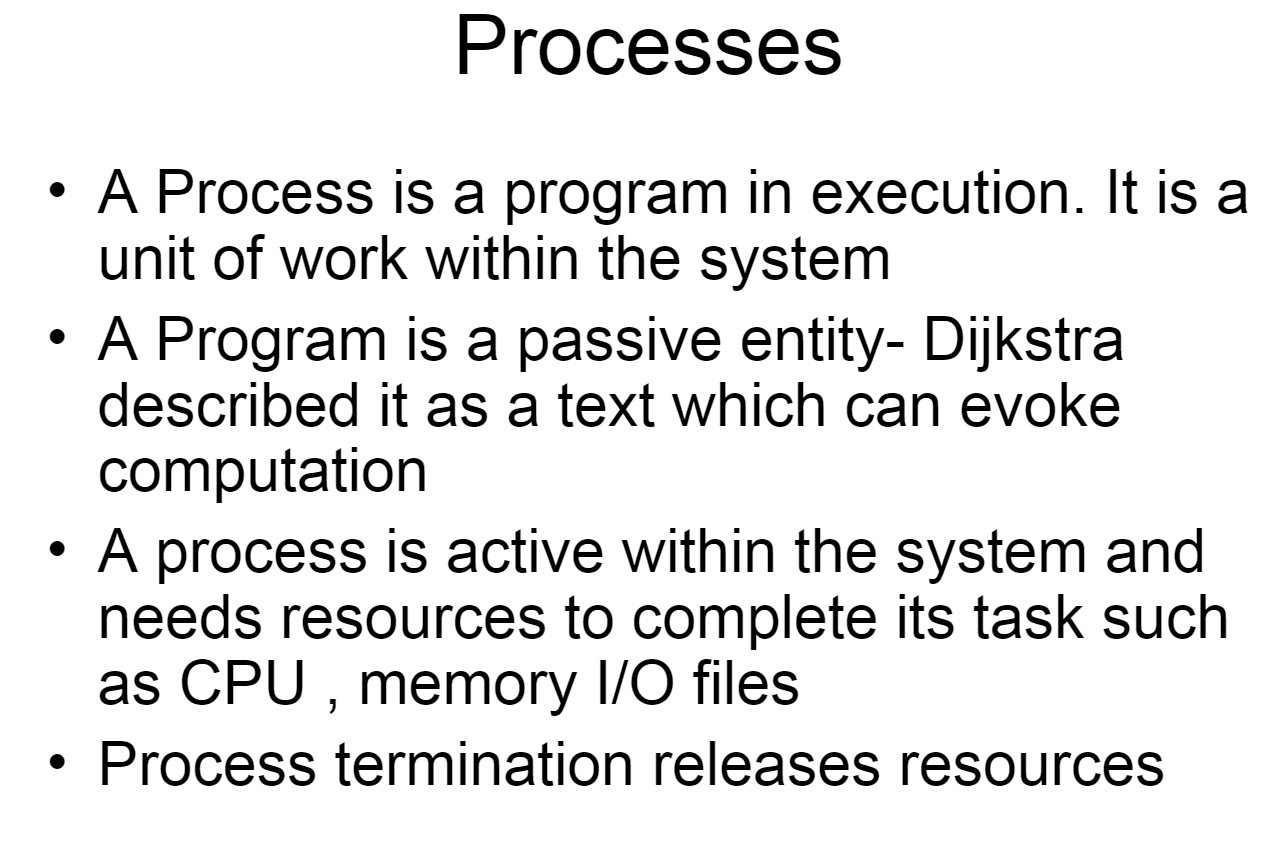 Processes
• A Process is a program in execution. It is a
unit of work within the system
• A Program is a passive entity- Dijkstra
described it as a text which can evoke
computation
• A process is active within the system and
needs resources to complete its task such
as CPU , memory I/O files
• Process termination releases resources